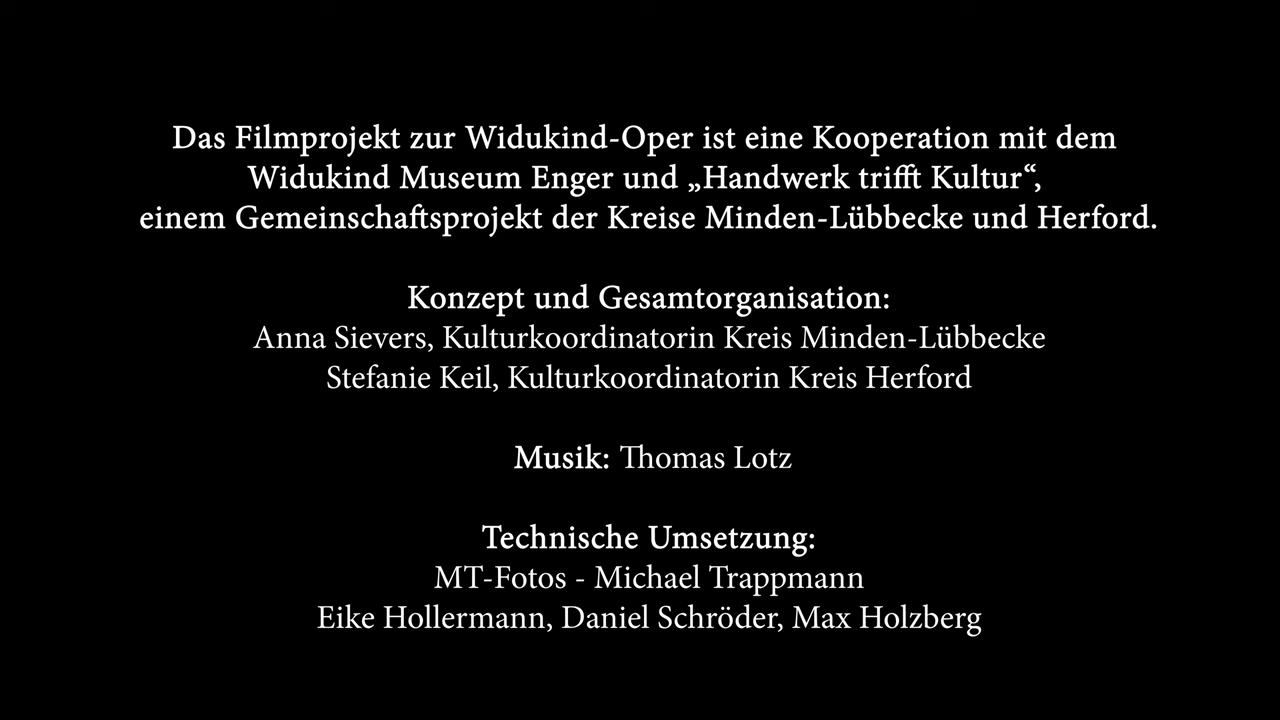 Das Filmprojekt zur Widukind-Oper ist eine Kooperation mit dem
Widukind Museum Enger und „Handwerk trifft Kultur“,
einem Gemeinschaftsprojekt der Kreise Minden-Lübbecke und Herford.
Konzept und Gesamtorganisation:
Anna Sievers, Kulturkoordinatorin Kreis Minden-Lübbecke
Stefanie Keil, Kulturkoordinatorin Kreis Herford
Musik: Thomas Lotz
Technische Umsetzung:
MT-Fotos - Michael Trappmann
Eike Hollermann, Daniel Schröder, Max Holzberg